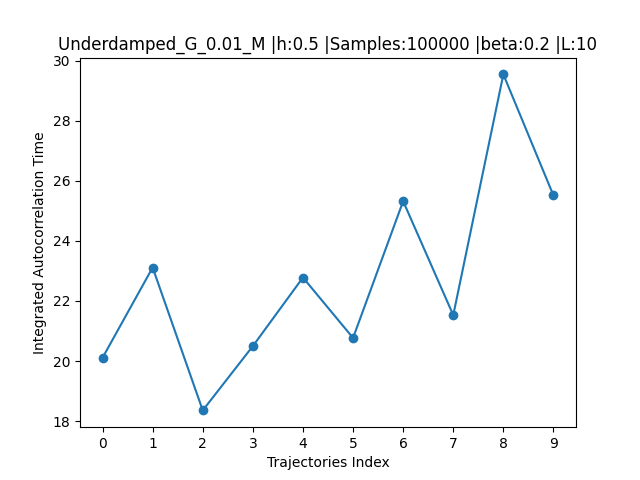 Underdamped_G_0.01_M |h:0.5 |Samples:100000 |beta:0.2 |L:10
Integrated Autocorrelation Time
30
28
26
24
22
20
18
0 1 2 3 4 5 6 7 8 9
Trajectories Index